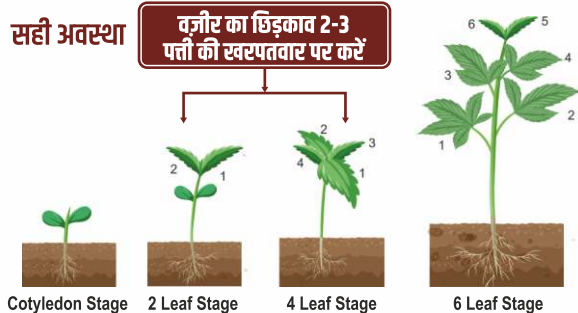 सही अवस्था
वज़ीर का छिड़काव 2-3
पत्ती की खरपतवार पर करें
2 1
2 3
4 1
6 5
3 4
1 2
Cotyledon Stage 2 Leaf Stage 4 Leaf Stage 6 Leaf Stage